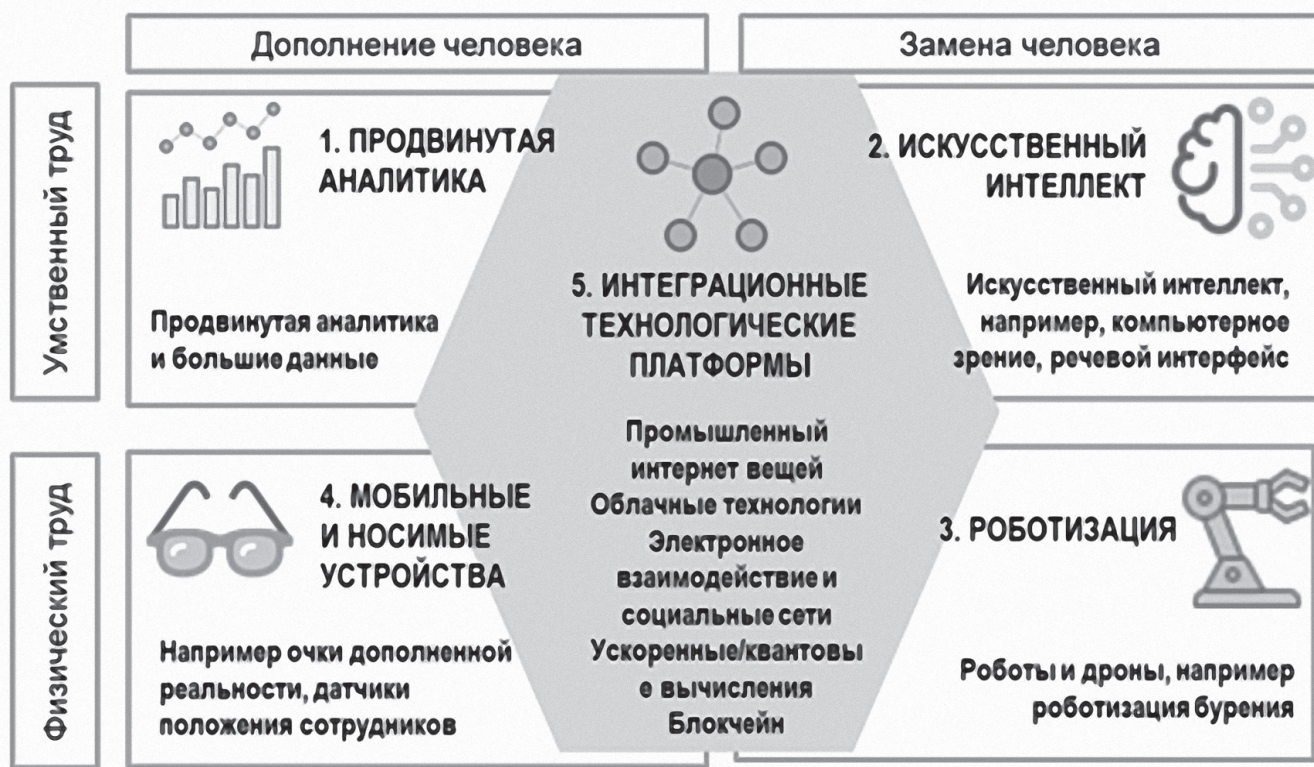 Дополнение человека
Замена человека
Умственный труд
1. ПРОДВИНУТАЯ
АНАЛИТИКА
Продвинутая аналитика
и большие данные
2. ИСКУССТВЕННЫЙ
ИНТЕЛЛЕКТ
Искусственный интеллект,
например, компьютерное
зрение, речевой интерфейс
5. ИНТЕГРАЦИОННЫЕ
ТЕХНОЛОГИЧЕСКИЕ
ПЛАТФОРМЫ
Промышленный
интернет вещей
Облачные технологии
Электронное
взаимодействие и
социальные сети
Ускоренные/квантовы
е вычисления
Блокчейн
Физический труд
4. МОБИЛЬНЫЕ
И НОСИМЫЕ
УСТРОЙСТВА
Например очки дополненной
реальности, датчики
положения сотрудников
3. РОБОТИЗАЦИЯ
Роботы и дроны, например
роботизация бурения